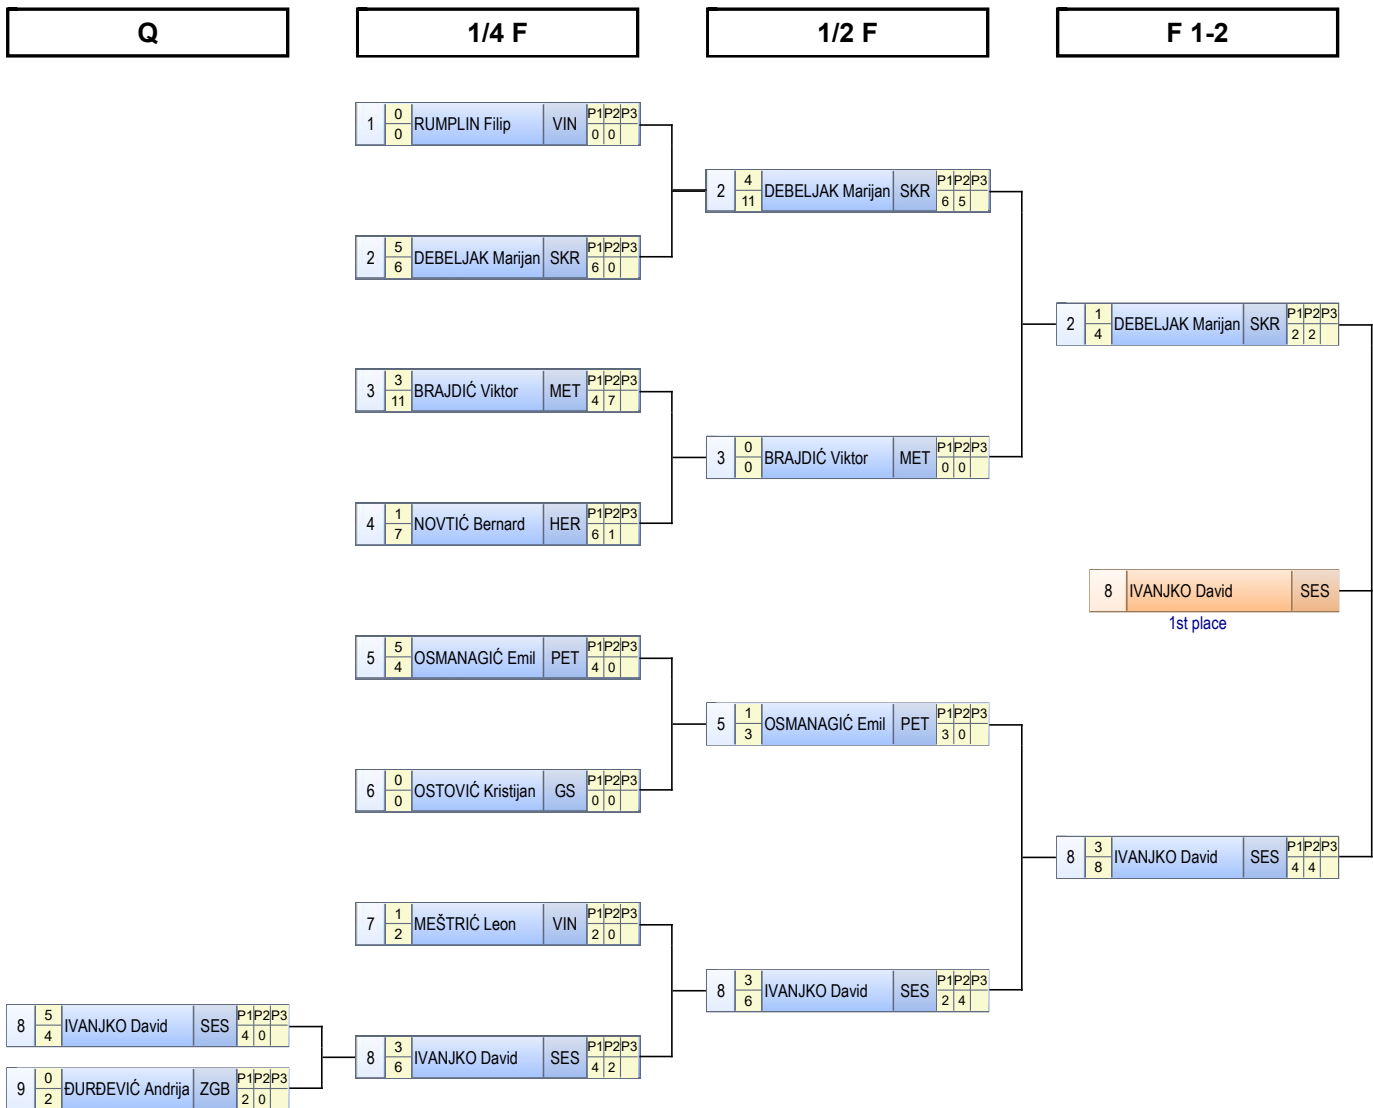 Q 1/4 F 1/2 F F 1-2
1 0 0 RUMPLIN Filip VIN P1 P2 P3 0 0
2 4 11 DEBELJAK Marijan SKR P1 P2 P3 6 5
2 5 6 DEBELJAK Marijan SKR P1 P2 P3 6 0
2 1 4 DEBELJAK Marijan SKR P1 P2 P3 2 2
3 3 11 BRAJDIĆ Viktor MET P1 P2 P3 4 7
3 0 0 BRAJDIĆ Viktor MET P1 P2 P3 0 0
4 1 7 NOVTIĆ Bernard HER P1 P2 P3 6 1
8 IVANJKO David SES
1st place
5 5 4 OSMANAGIĆ Emil PET P1 P2 P3 4 0
5 1 3 OSMANAGIĆ Emil PET P1 P2 P3 3 0
6 0 0 OSTOVIĆ Kristijan GS P1 P2 P3 0 0
8 3 8 IVANJKO David SES P1 P2 P3 4 4
7 1 2 MEŠTRIĆ Leon VIN P1 P2 P3 2 0
8 3 6 IVANJKO David SES P1 P2 P3 2 4
8 5 4 IVANJKO David SES P1 P2 P3 4 0
8 3 6 IVANJKO David SES P1 P2 P3 4 2
9 0 2 ĐURĐEVIĆ Andrija ZGB P1 P2 P3 2 0